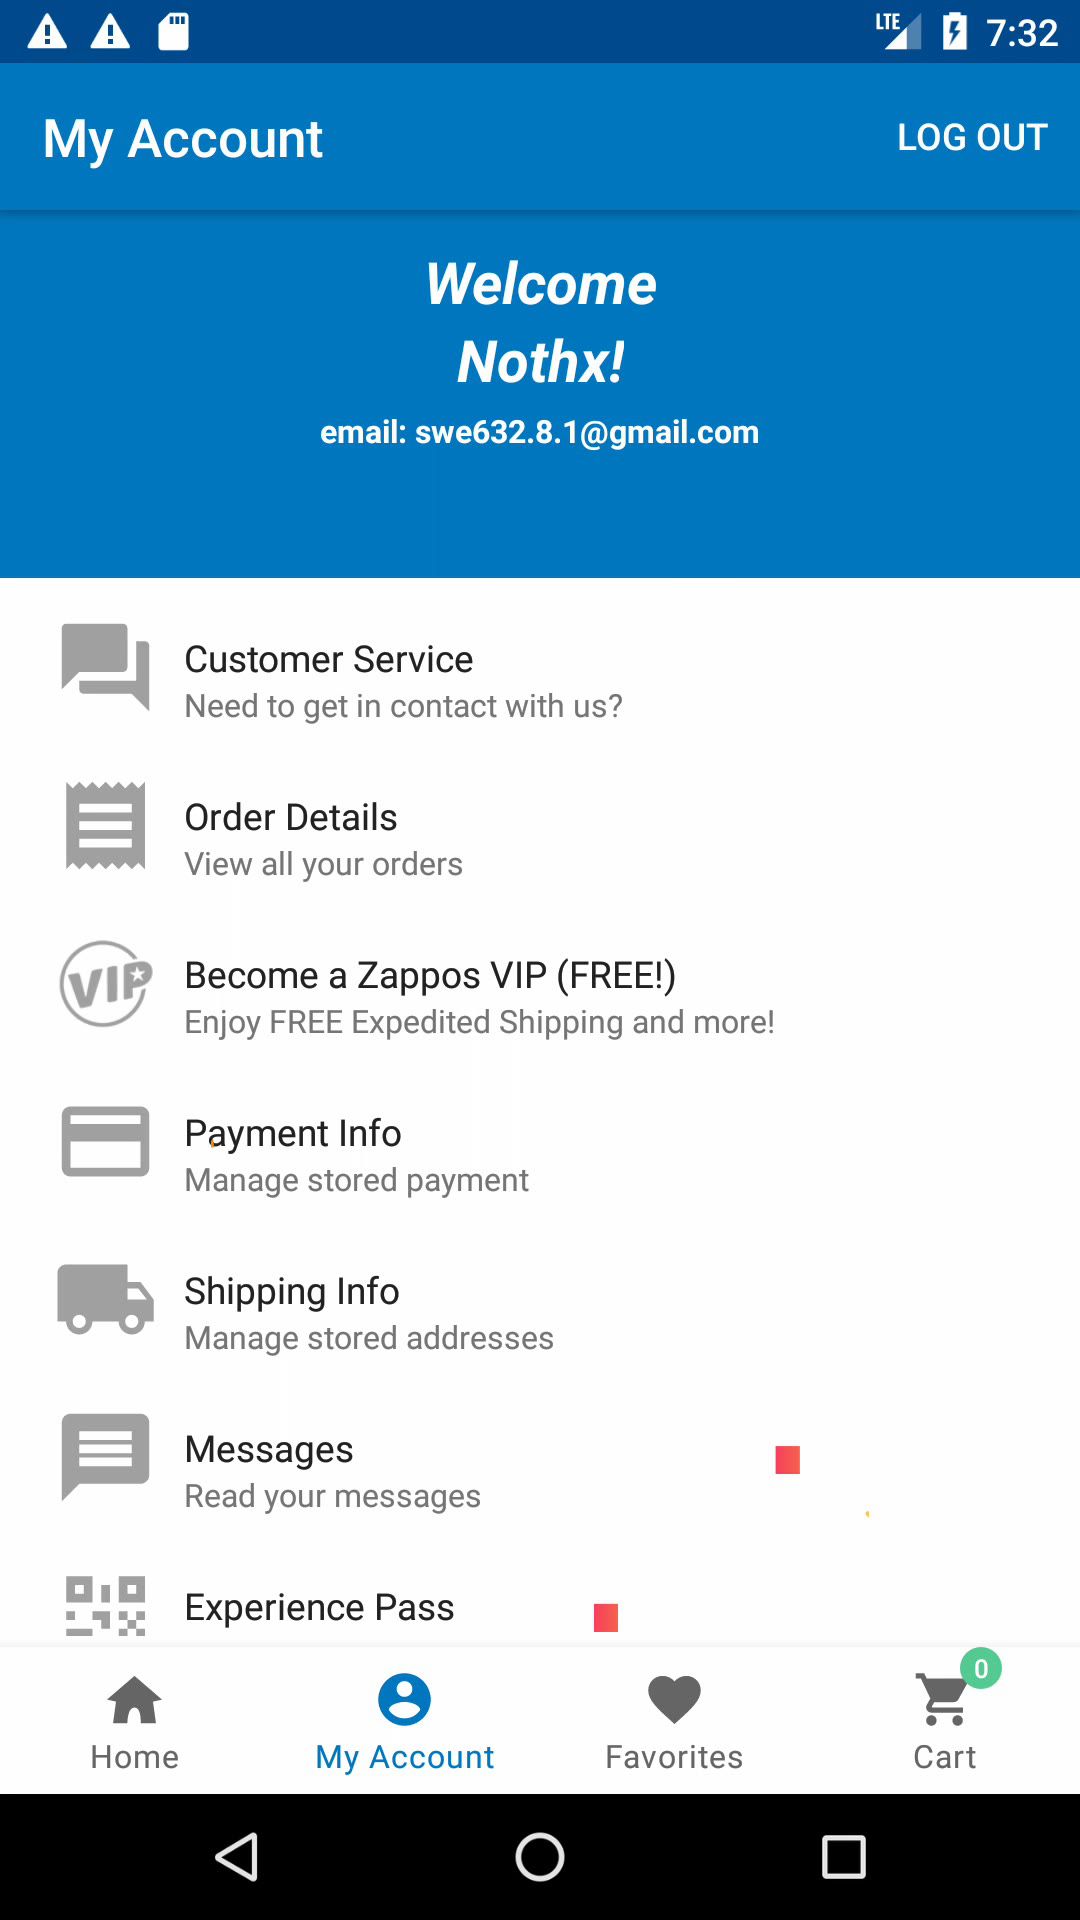 LTE 7:32
My Account LOG OUT
Welcome
Nothx!
email: swe632.8.1@gmail.com
Customer Service
Need to get in contact with us?
Order Details
View all your orders
VIP
Become a Zappos VIP (FREE!)
Enjoy FREE Expedited Shipping and more!
Payment Info
Manage stored payment
Shipping Info
Manage stored addresses
Messages
Read your messages
Experience Pass
0
Home My Account Favorites Cart